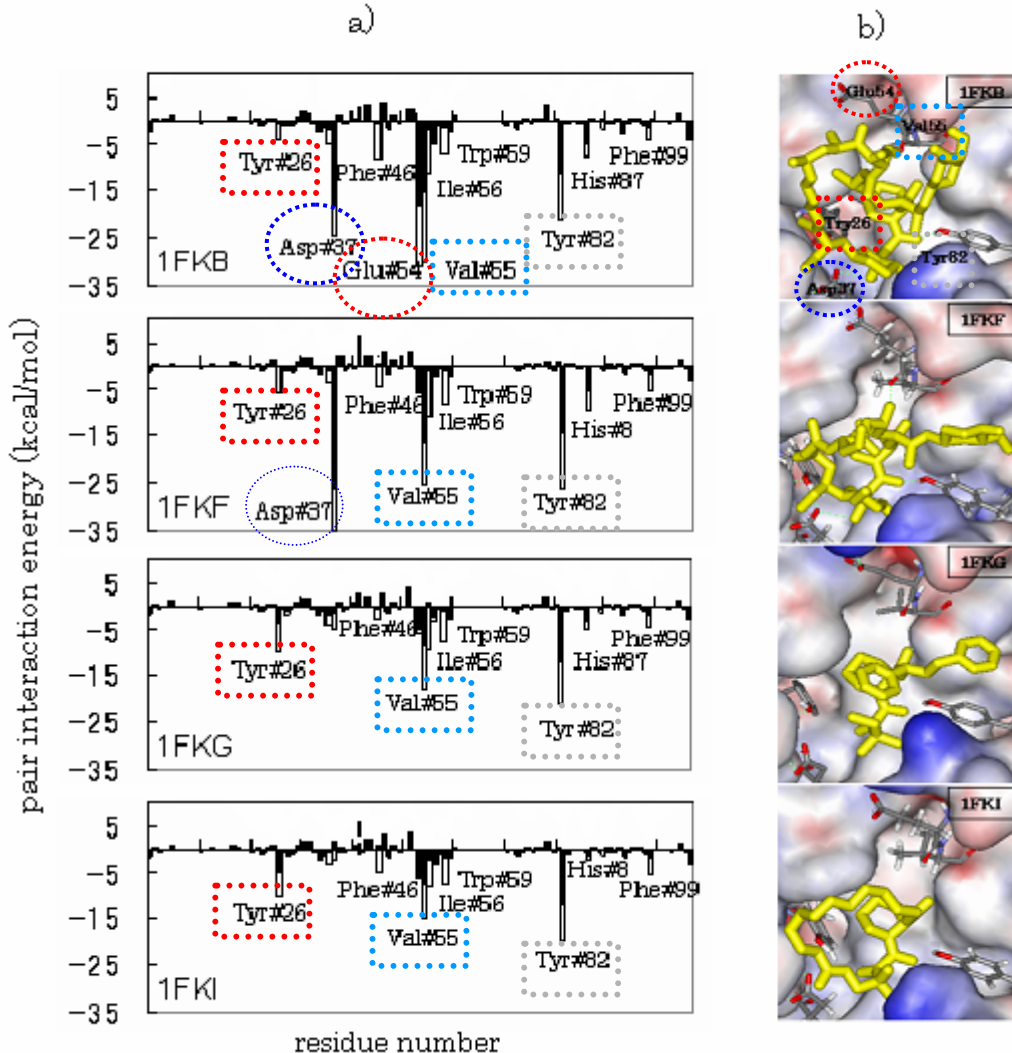 a)
b)
pair interaction energy (kcal/mol)
5
-5
-15
-25
-35
Tyr#26
Phe#46
Trp#59
Ile#56
Phe#99
His#87
Asp#37
Glu#54
Val#55
Tyr#82
1FKB
5
-5
-15
-25
-35
Tyr#26
Phe#46
Trp#59
Ile#56
Phe#99
His#8
Asp#37
Val#55
Tyr#82
1FKF
5
-5
-15
-25
-35
Tyr#26
Phe#46
Trp#59
Ile#56
Phe#99
His#87
Val#55
Tyr#82
1FKG
5
-5
-15
-25
-35
Tyr#26
Phe#46
Trp#59
Ile#56
His#8
Phe#99
Val#55
Tyr#82
1FKI
residue number
Glu54
1FKB
Val55
Try26
Tyr82
Asp37
1FKF
1FKG
1FKI